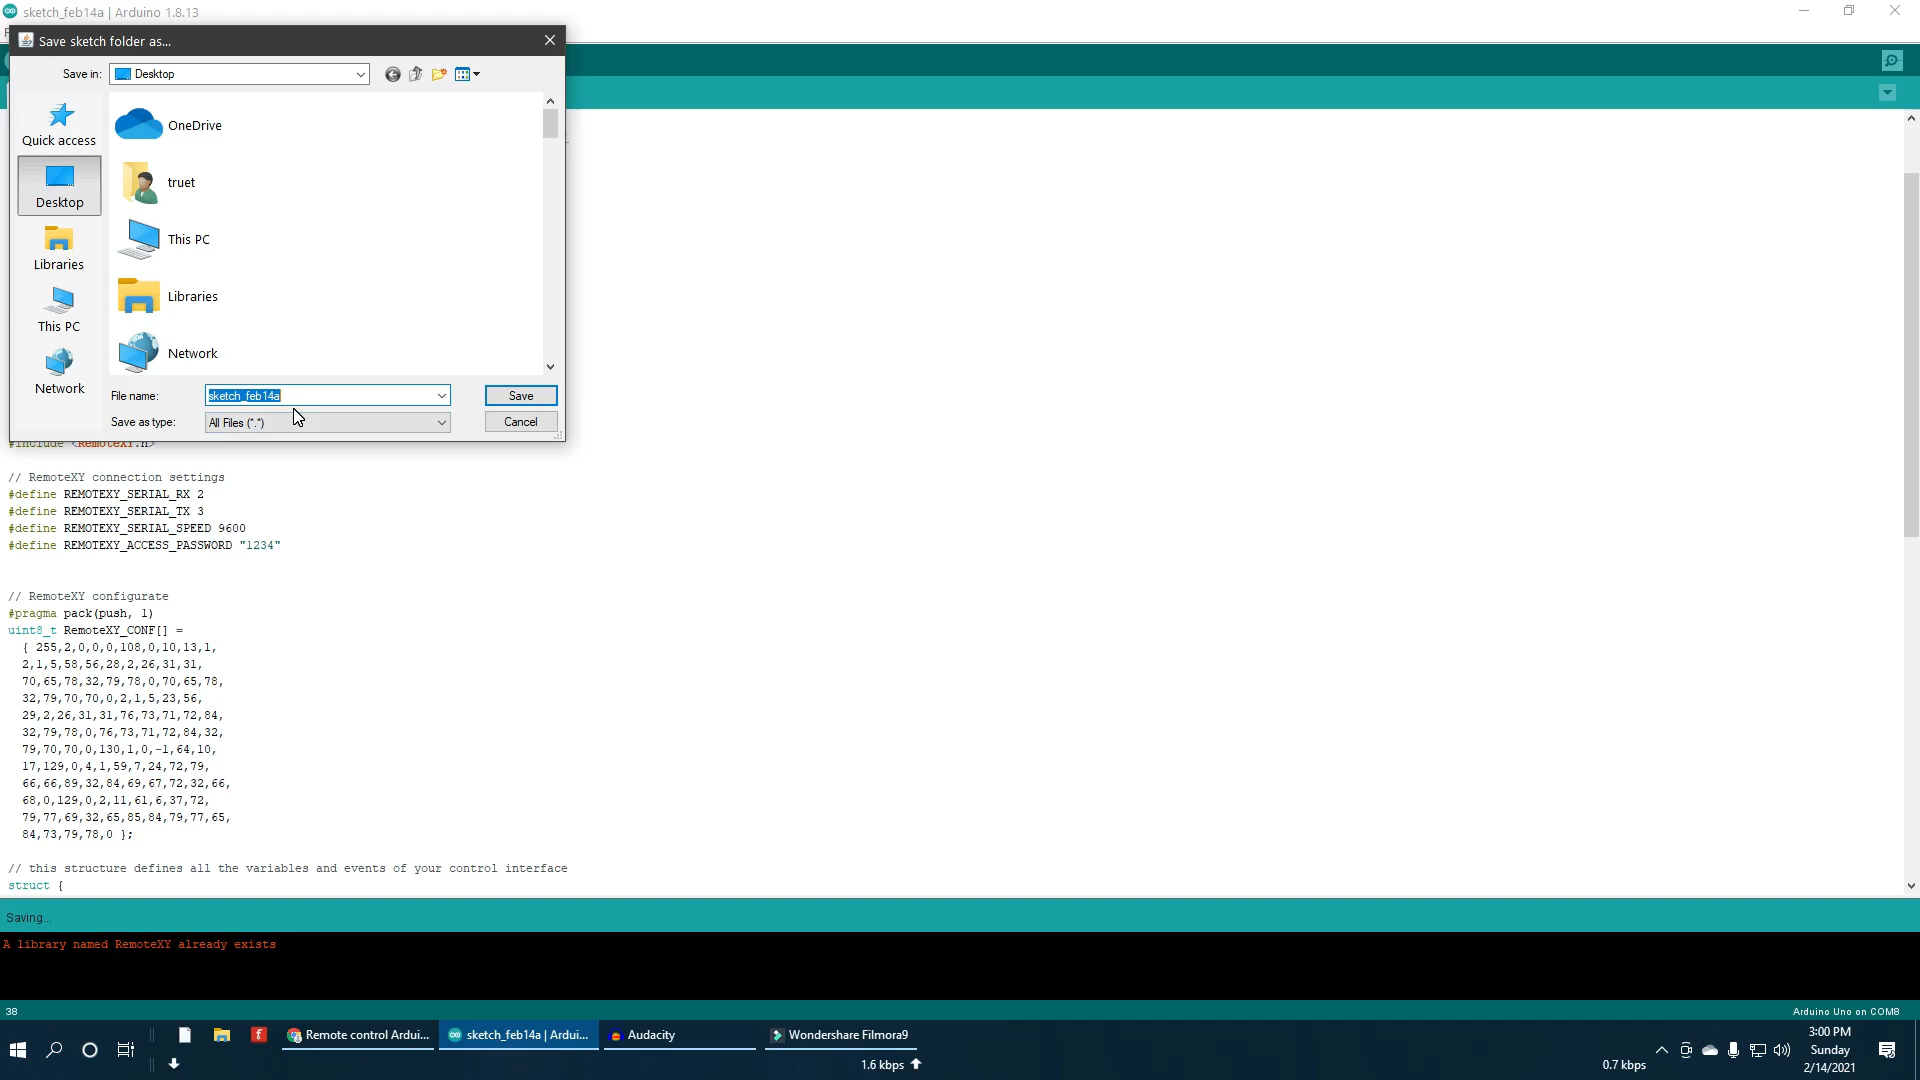 sketch_feb14a | Arduino 1.8.13
Save sketch folder as...
Save in:
Desktop
Quick access
Desktop
Libraries
This PC
Network
OneDrive
truet
This PC
Libraries
Network
File name:
sketch_feb14a
Save
Save as type:
All Files (*.*)
Cancel
#include <RemoteXY.h>
// RemoteXY connection settings
#define REMOTEXY_SERIAL_RX 2
#define REMOTEXY_SERIAL_TX 3
#define REMOTEXY_SERIAL_SPEED 9600
#define REMOTEXY_ACCESS_PASSWORD "1234"
// RemoteXY configurate
#pragma pack(push, 1)
uint8_t RemoteXY_CONF[] =
{ 255,2,0,0,0,108,0,10,13,1,
2,1,5,58,56,28,2,26,31,31,
70,65,78,32,79,78,0,70,65,78,
32,79,70,70,0,2,1,5,23,56,
29,2,26,31,31,76,73,71,72,84,
32,79,78,0,76,73,71,72,84,32,
79,70,70,0,130,1,0,-1,64,10,
17,129,0,4,1,59,7,24,72,79,
66,66,89,32,84,69,67,72,32,66,
68,0,129,0,2,11,61,6,37,72,
79,77,69,32,65,85,84,79,77,65,
84,73,79,78,0 };
// this structure defines all the variables and events of your control interface
struct {
Saving...
A library named RemoteXY already exists
38
Arduino Uno on COM8
Remote control Ardui...
sketch_feb14a | Ardui...
Audacity
Wondershare Filmora9
1.6 kbps
0.7 kbps
3:00 PM
Sunday
2/14/2021